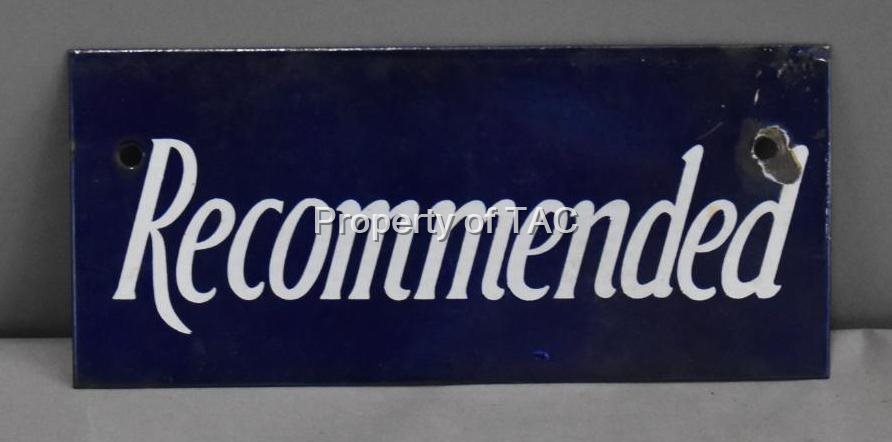 Recommended
Property of TAC